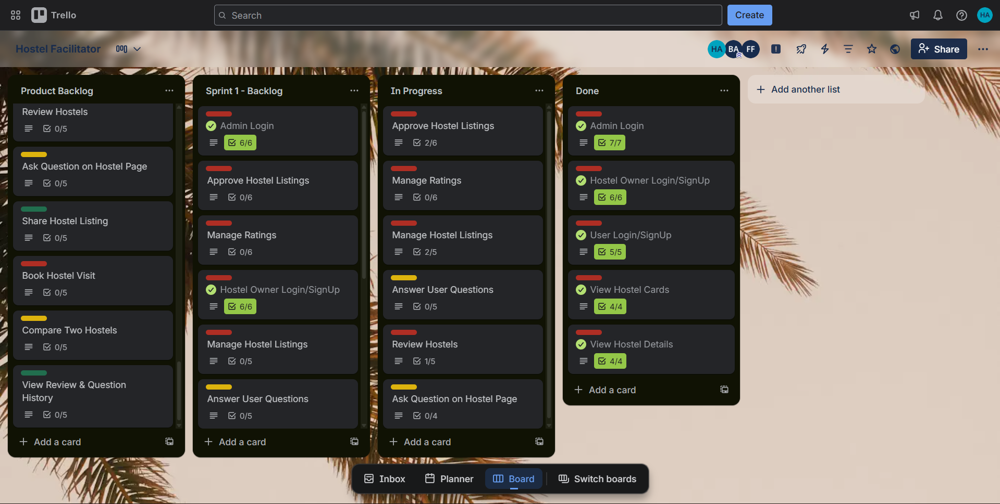 Trello
Search
Create
HA
Hostel Facilitator
HA
BA
FF
Share
Product Backlog
Review Hostels
0/5
Ask Question on Hostel Page
0/5
Share Hostel Listing
0/5
Book Hostel Visit
0/5
Compare Two Hostels
0/5
View Review & Question
History
0/5
Add a card
Sprint 1 - Backlog
Admin Login
6/6
Approve Hostel Listings
0/6
Manage Ratings
0/6
Hostel Owner Login/SignUp
6/6
Manage Hostel Listings
0/5
Answer User Questions
0/5
Add a card
In Progress
Approve Hostel Listings
2/6
Manage Ratings
0/6
Manage Hostel Listings
2/5
Answer User Questions
0/5
Review Hostels
1/5
Ask Question on Hostel Page
0/4
Add a card
Done
Admin Login
7/7
Hostel Owner Login/SignUp
6/6
User Login/SignUp
5/5
View Hostel Cards
4/4
View Hostel Details
4/4
Add a card
Add another list
Inbox
Planner
Board
Switch boards